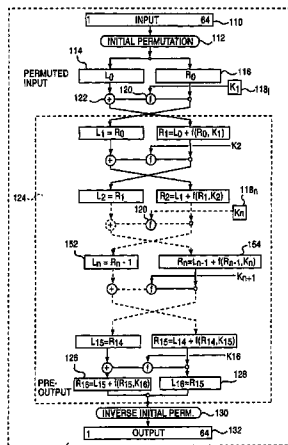 1 INPUT 64
110
INITIAL PERMUTATION
112
114
PERMUTED INPUT
L0
R0
116
120
K1
118i
122
+
f
L1 = R0
R1=L0 + f(R0, K1)
K2
+
f
124
L2 = R1
R2=L1 + f(R1,K2)
118n
120
Kn
+
f
152
154
Ln = Rn - 1
Rn=Ln-1 + f(Rn-1,Kn)
Kn+1
+
f
L15=R14
R15=L14 + f(R14,K15)
126
K16
+
f
R16=L15 + f(R15,K16)
L16=R15
128
PRE-OUTPUT
INVERSE INITIAL PERM.
130
1 OUTPUT 64
132